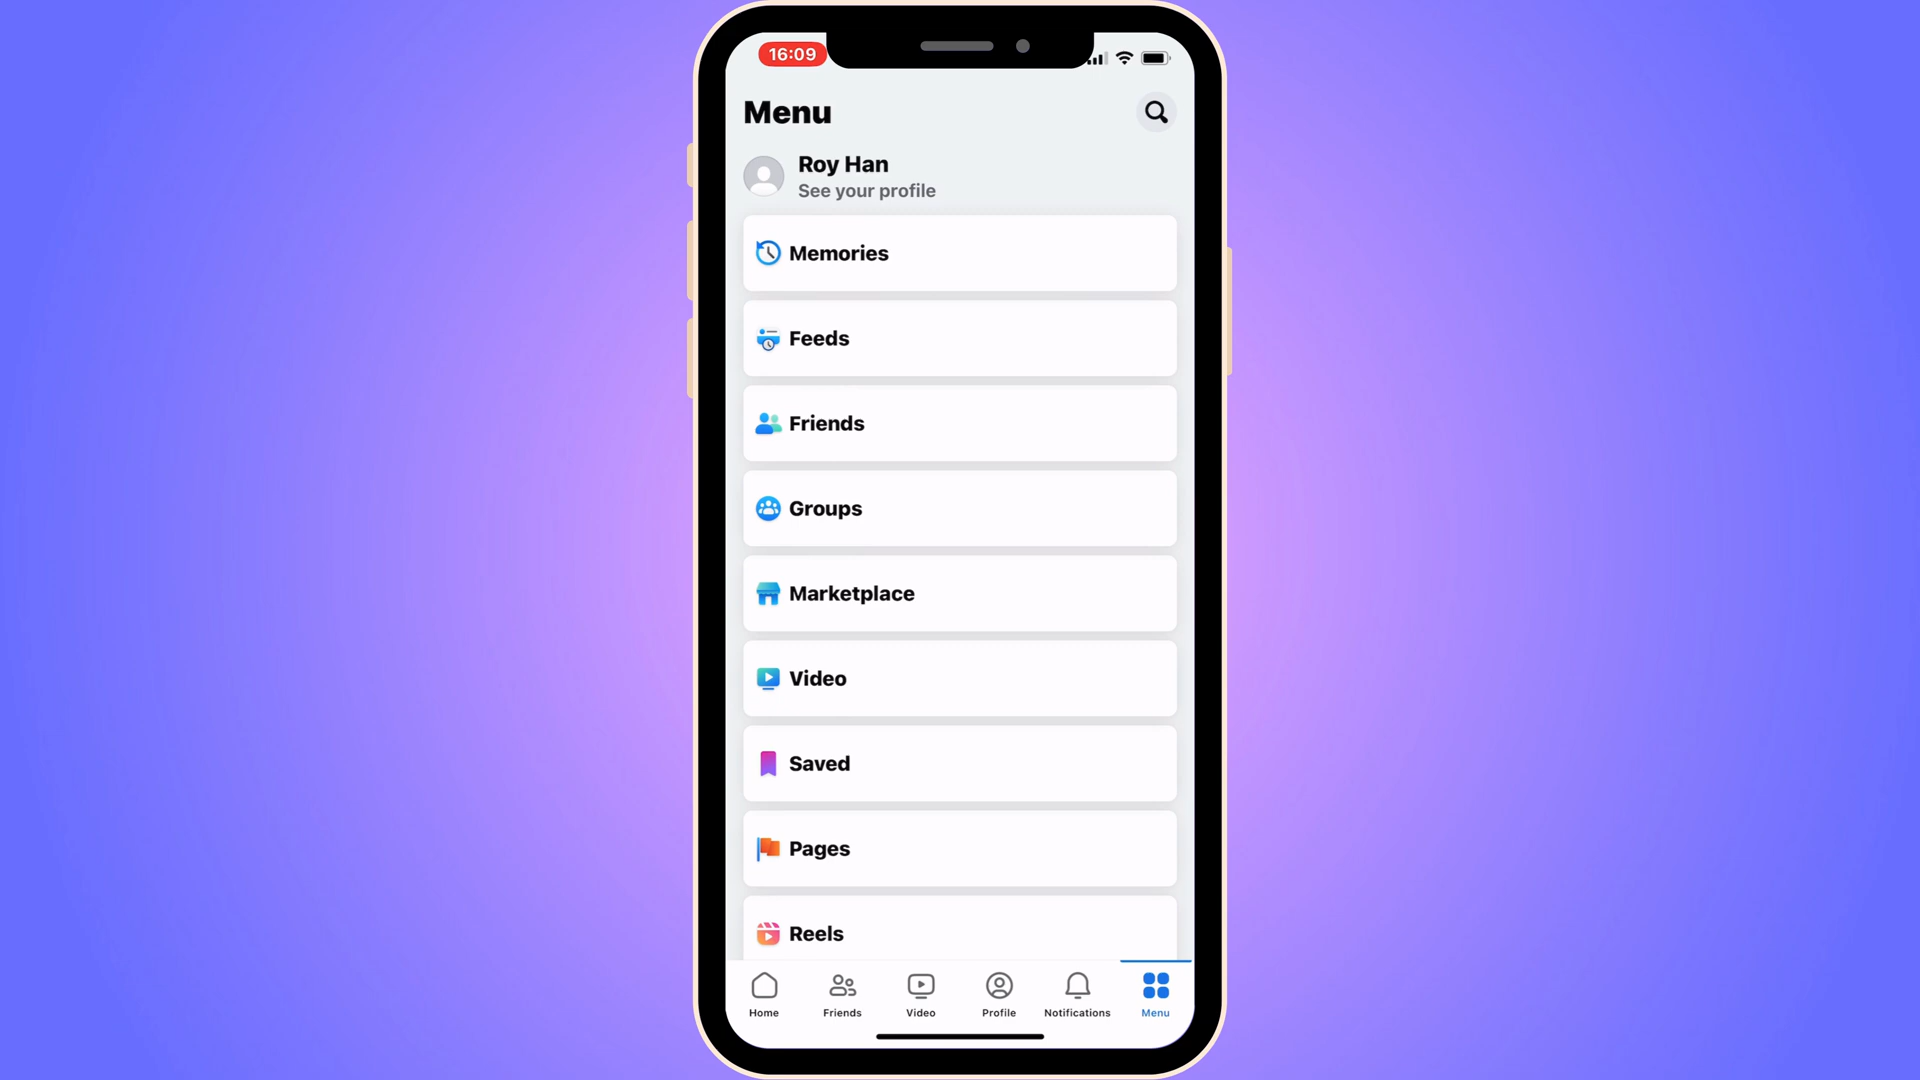 16:09
Menu
Roy Han
See your profile
Memories
Feeds
Friends
Groups
Marketplace
Video
Saved
Pages
Reels
Home
Friends
Video
Profile
Notifications
Menu